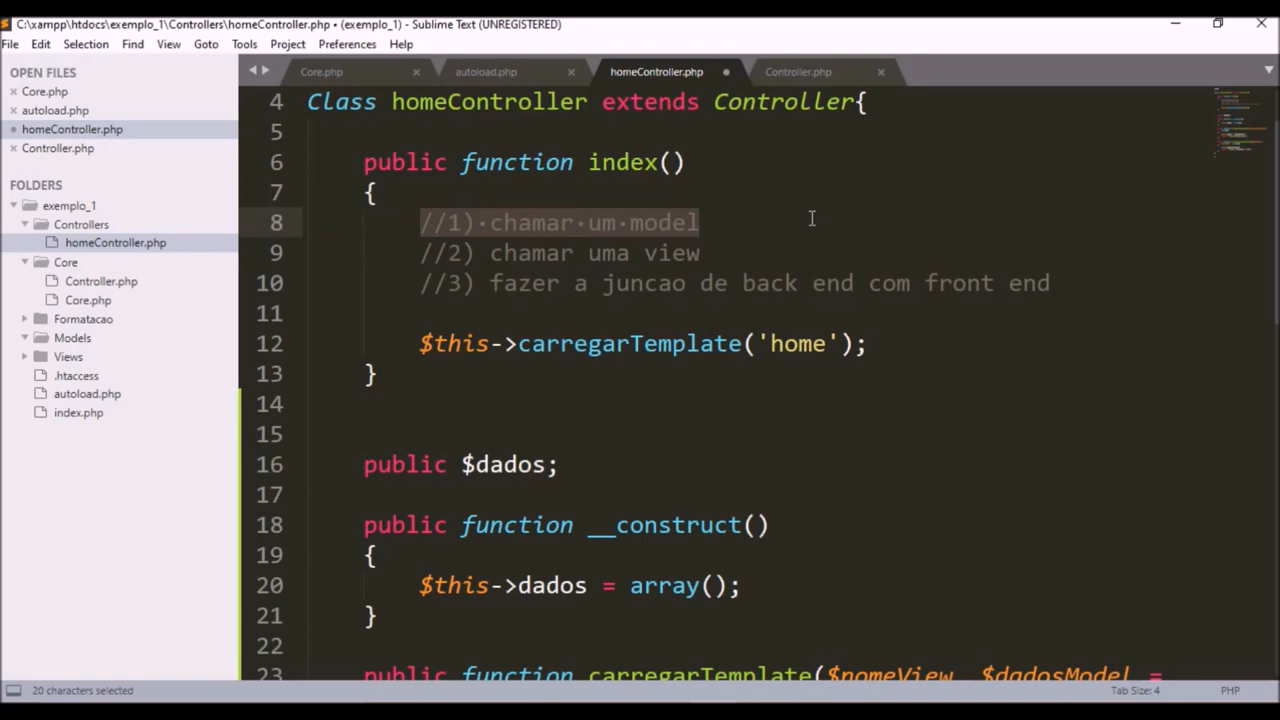 C:\xampp\htdocs\exemplo_1\Controllers\homeController.php • (exemplo_1) - Sublime Text (UNREGISTERED)
File Edit Selection Find View Goto Tools Project Preferences Help
OPEN FILES
Core.php
autoload.php
homeController.php
Controller.php
FOLDERS
exemplo_1
Controllers
homeController.php
Core
Controller.php
Core.php
Formatacao
Models
Views
.htaccess
autoload.php
index.php
Core.php autoload.php homeController.php Controller.php
4 Class homeController extends Controller{
5
6 public function index()
7 {
8 //1) chamar um model
9 //2) chamar uma view
10 //3) fazer a juncao de back end com front end
11
12 $this->carregarTemplate('home');
13 }
14
15
16 public $dados;
17
18 public function __construct()
19 {
20 $this->dados = array();
21 }
22
23 public function carregarTemplate($nomeView, $dadosModel =
20 characters selected
Tab Size: 4
PHP